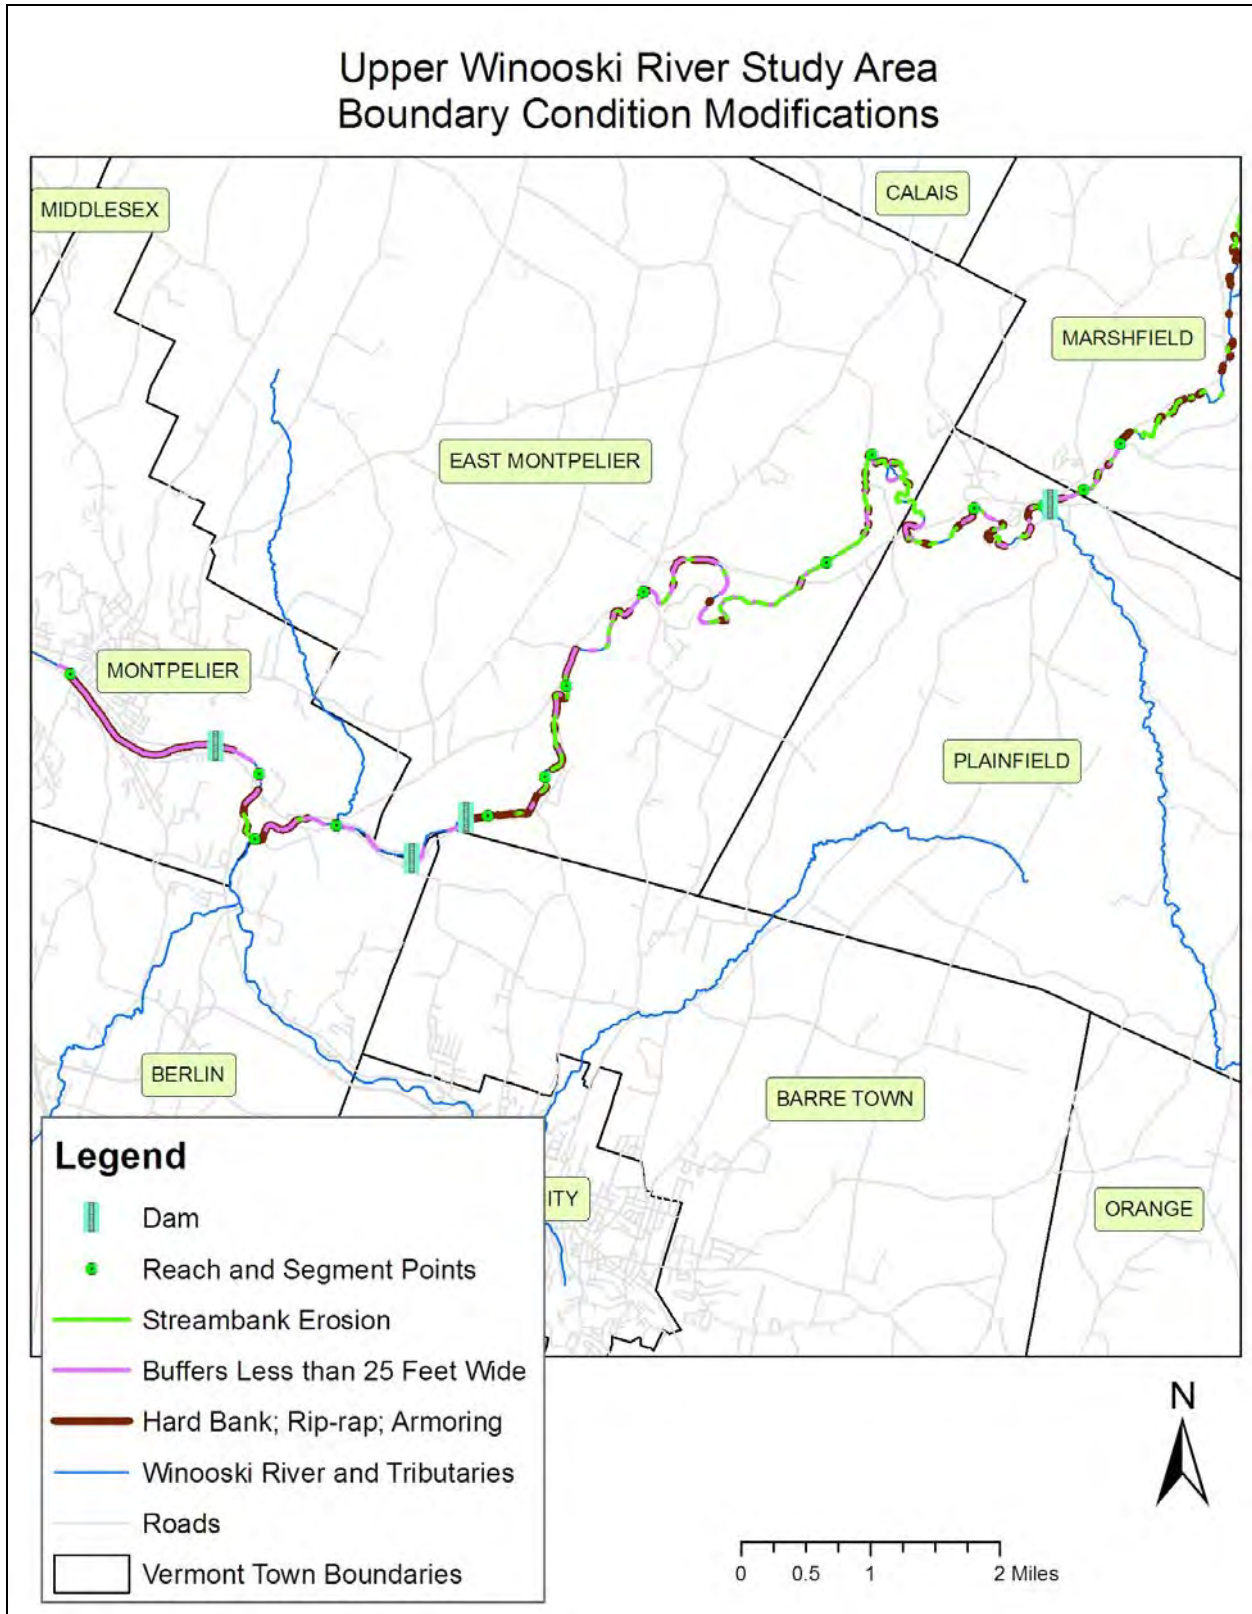 Upper Winooski River Study Area
Boundary Condition Modifications
MIDDLESEX
CALAIS
MARSHFIELD
EAST MONTPELIER
MONTPELIER
PLAINFIELD
BERLIN
BARRE TOWN
ITY
ORANGE
Legend
Dam
Reach and Segment Points
Streambank Erosion
Buffers Less than 25 Feet Wide
Hard Bank; Rip-rap; Armoring
Winooski River and Tributaries
Roads
Vermont Town Boundaries
N
0 0.5 1 2 Miles